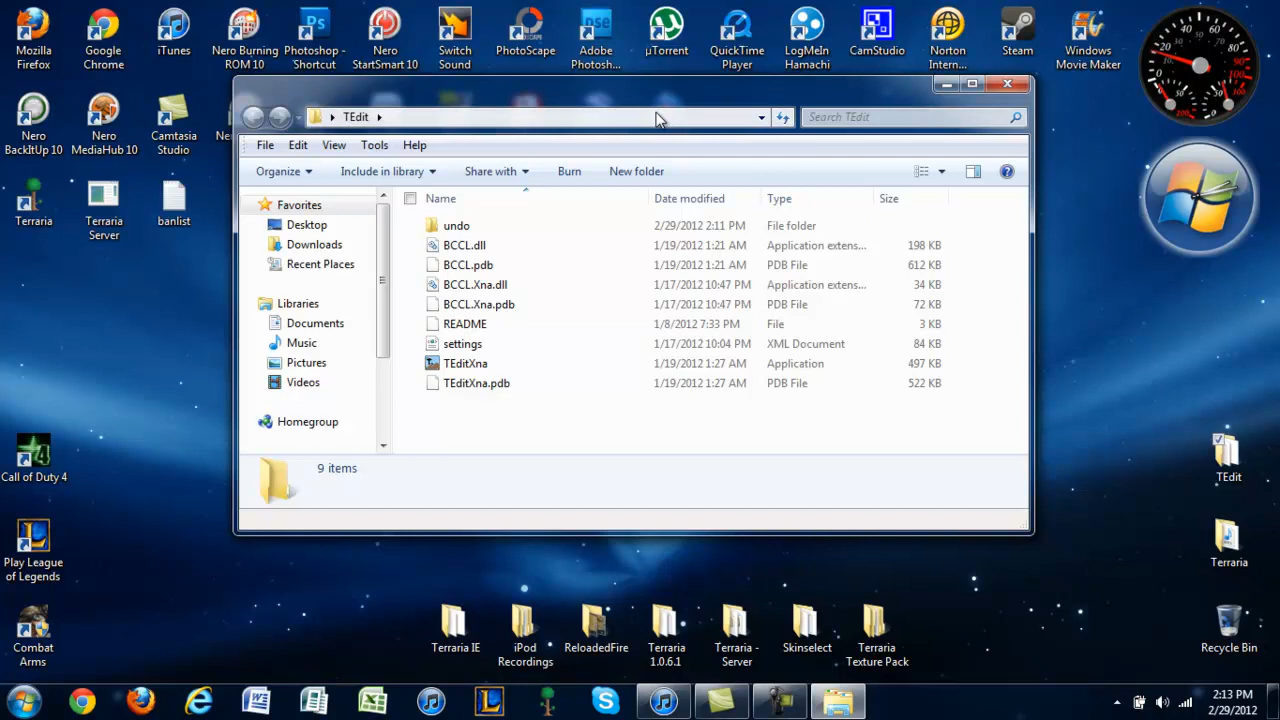 Mozilla Firefox
Google Chrome
iTunes
Nero Burning ROM 10
Photoshop - Shortcut
Nero StartSmart 10
Switch Sound
PhotoScape
Adobe Photosh...
µTorrent
QuickTime Player
LogMeIn Hamachi
CamStudio
Norton Intern...
Steam
Windows Movie Maker
Nero BackItUp 10
Nero MediaHub 10
Camtasia Studio
Terraria
Terraria Server
banlist
TEdit
Search TEdit
File Edit View Tools Help
Organize Include in library Share with Burn New folder
Name Date modified Type Size
Favorites
Desktop
Downloads
Recent Places
Libraries
Documents
Music
Pictures
Videos
Homegroup
undo 2/29/2012 2:11 PM File folder
BCCL.dll 1/19/2012 1:21 AM Application extens... 198 KB
BCCL.pdb 1/19/2012 1:21 AM PDB File 612 KB
BCCL.Xna.dll 1/17/2012 10:47 PM Application extens... 34 KB
BCCL.Xna.pdb 1/17/2012 10:47 PM PDB File 72 KB
README 1/8/2012 7:33 PM File 3 KB
settings 1/17/2012 10:04 PM XML Document 84 KB
TEditXna 1/19/2012 1:27 AM Application 497 KB
TEditXna.pdb 1/19/2012 1:27 AM PDB File 522 KB
9 items
Call of Duty 4
Play League of Legends
Combat Arms
TEdit
Terraria
Recycle Bin
Terraria IE
iPod Recordings
ReloadedFire
Terraria 1.0.6.1
Terraria - Server
Skinselect
Terraria Texture Pack
2:13 PM
2/29/2012